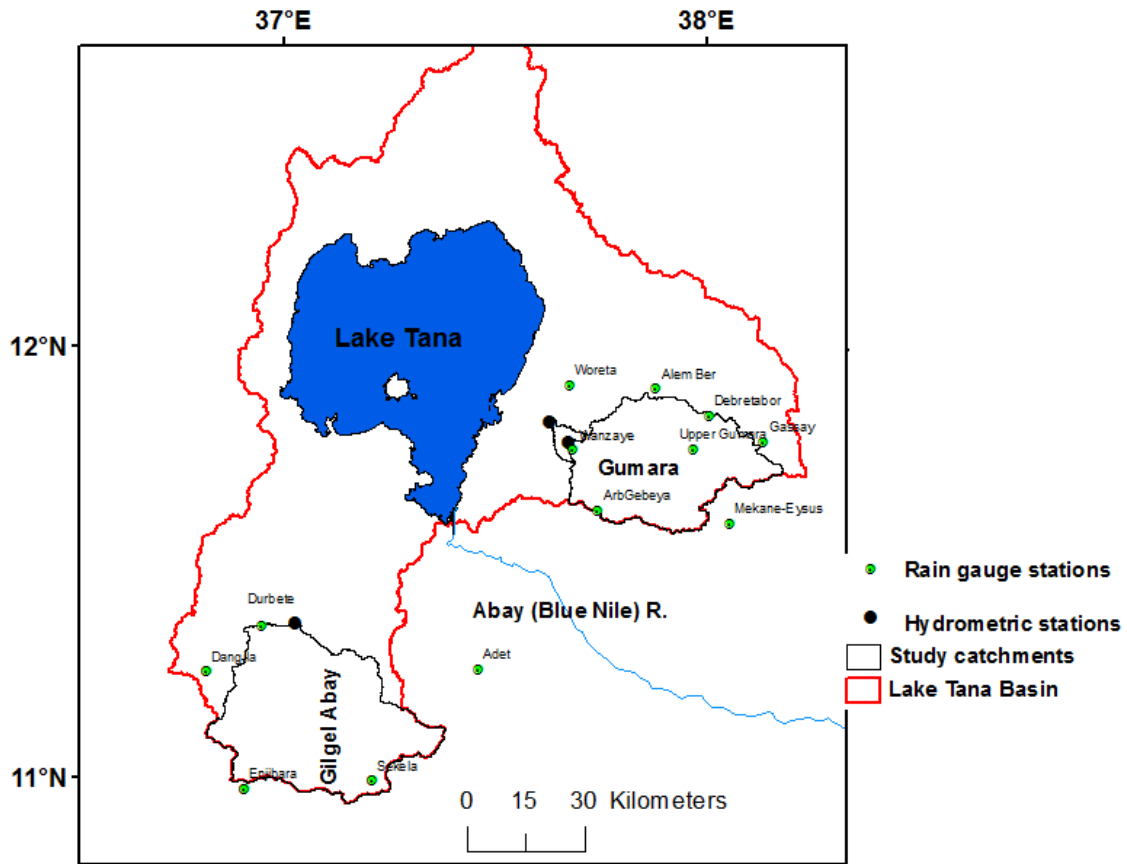 37°E
38°E
12°N
11°N
Lake Tana
Woreta
Alem Ber
Debretabor
Wanzaye
Upper Gumara
Gassay
Gumara
ArbGebeya
Mekane-Eysus
Abay (Blue Nile) R.
Durbete
Dangila
Adet
Gilgel Abay
Enjibara
Sekela
0 15 30 Kilometers
Rain gauge stations
Hydrometric stations
Study catchments
Lake Tana Basin